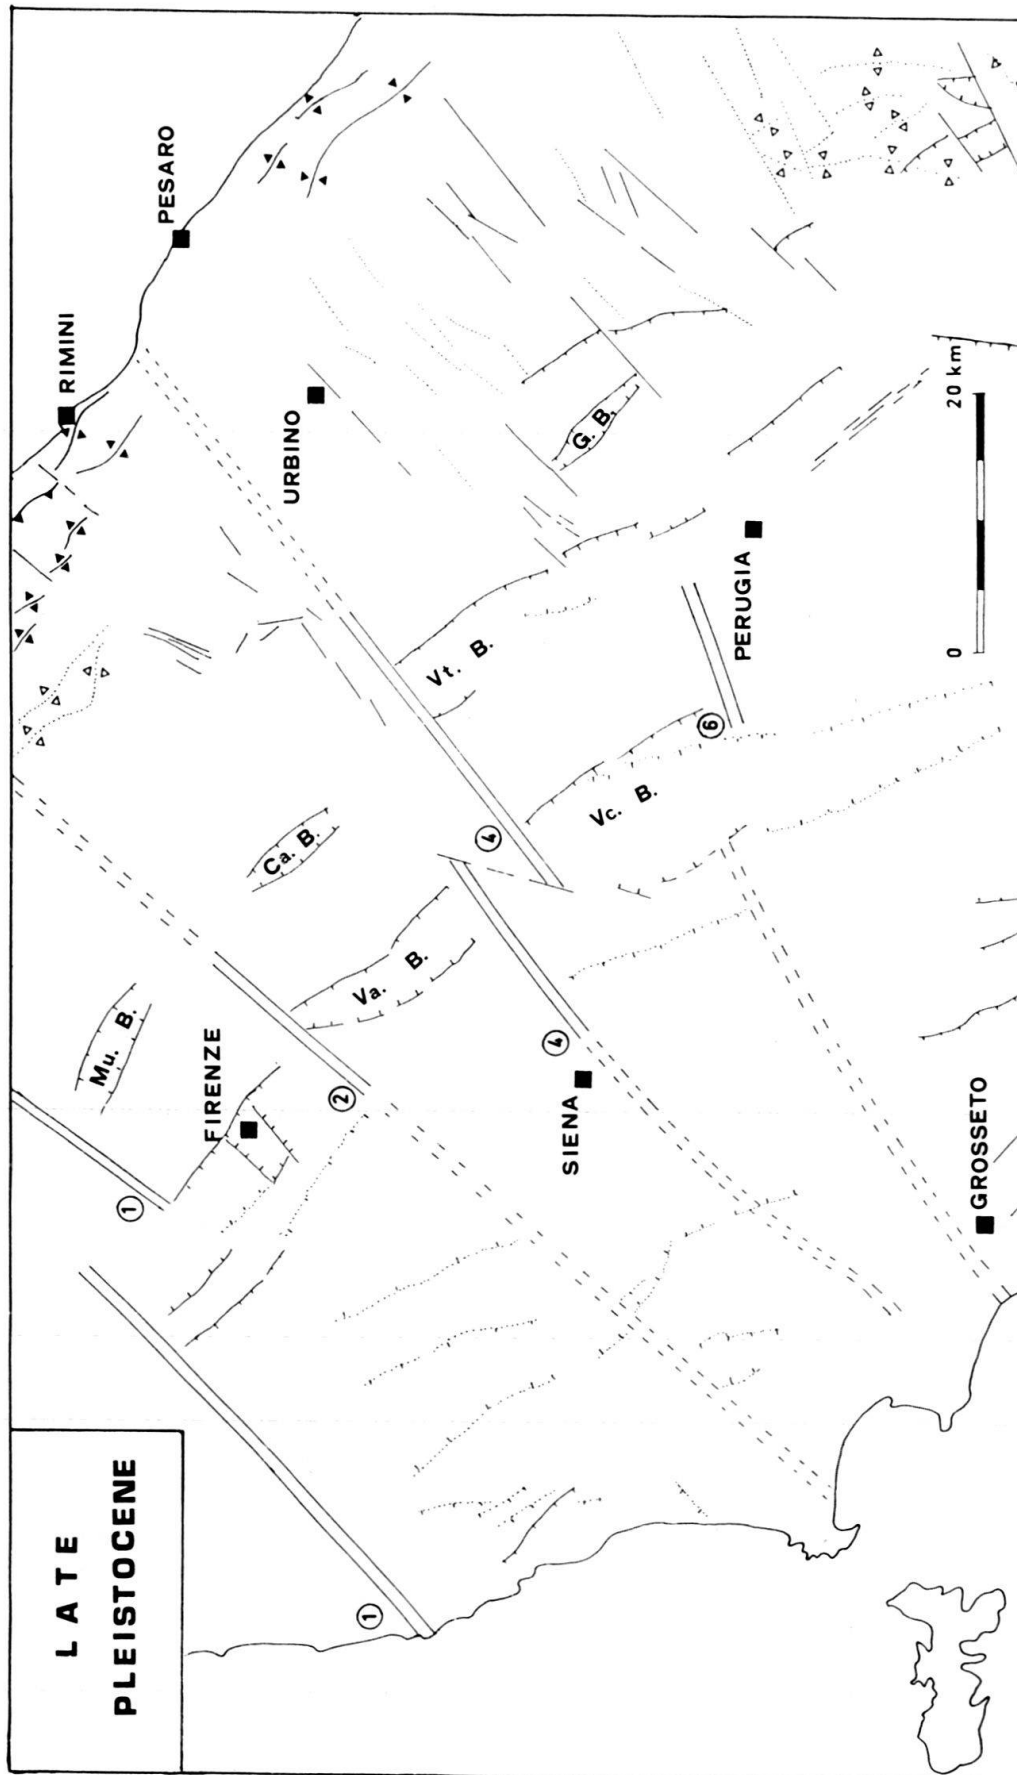 LATE
PLEISTOCENE
RIMINI
PESARO
Mu. B.
FIRENZE
Ca. B.
URBINO
1
2
Va. B.
Vt. B.
G. B.
1
4
4
SIENA
Vc. B.
6
PERUGIA
GROSSETO
0 20 km